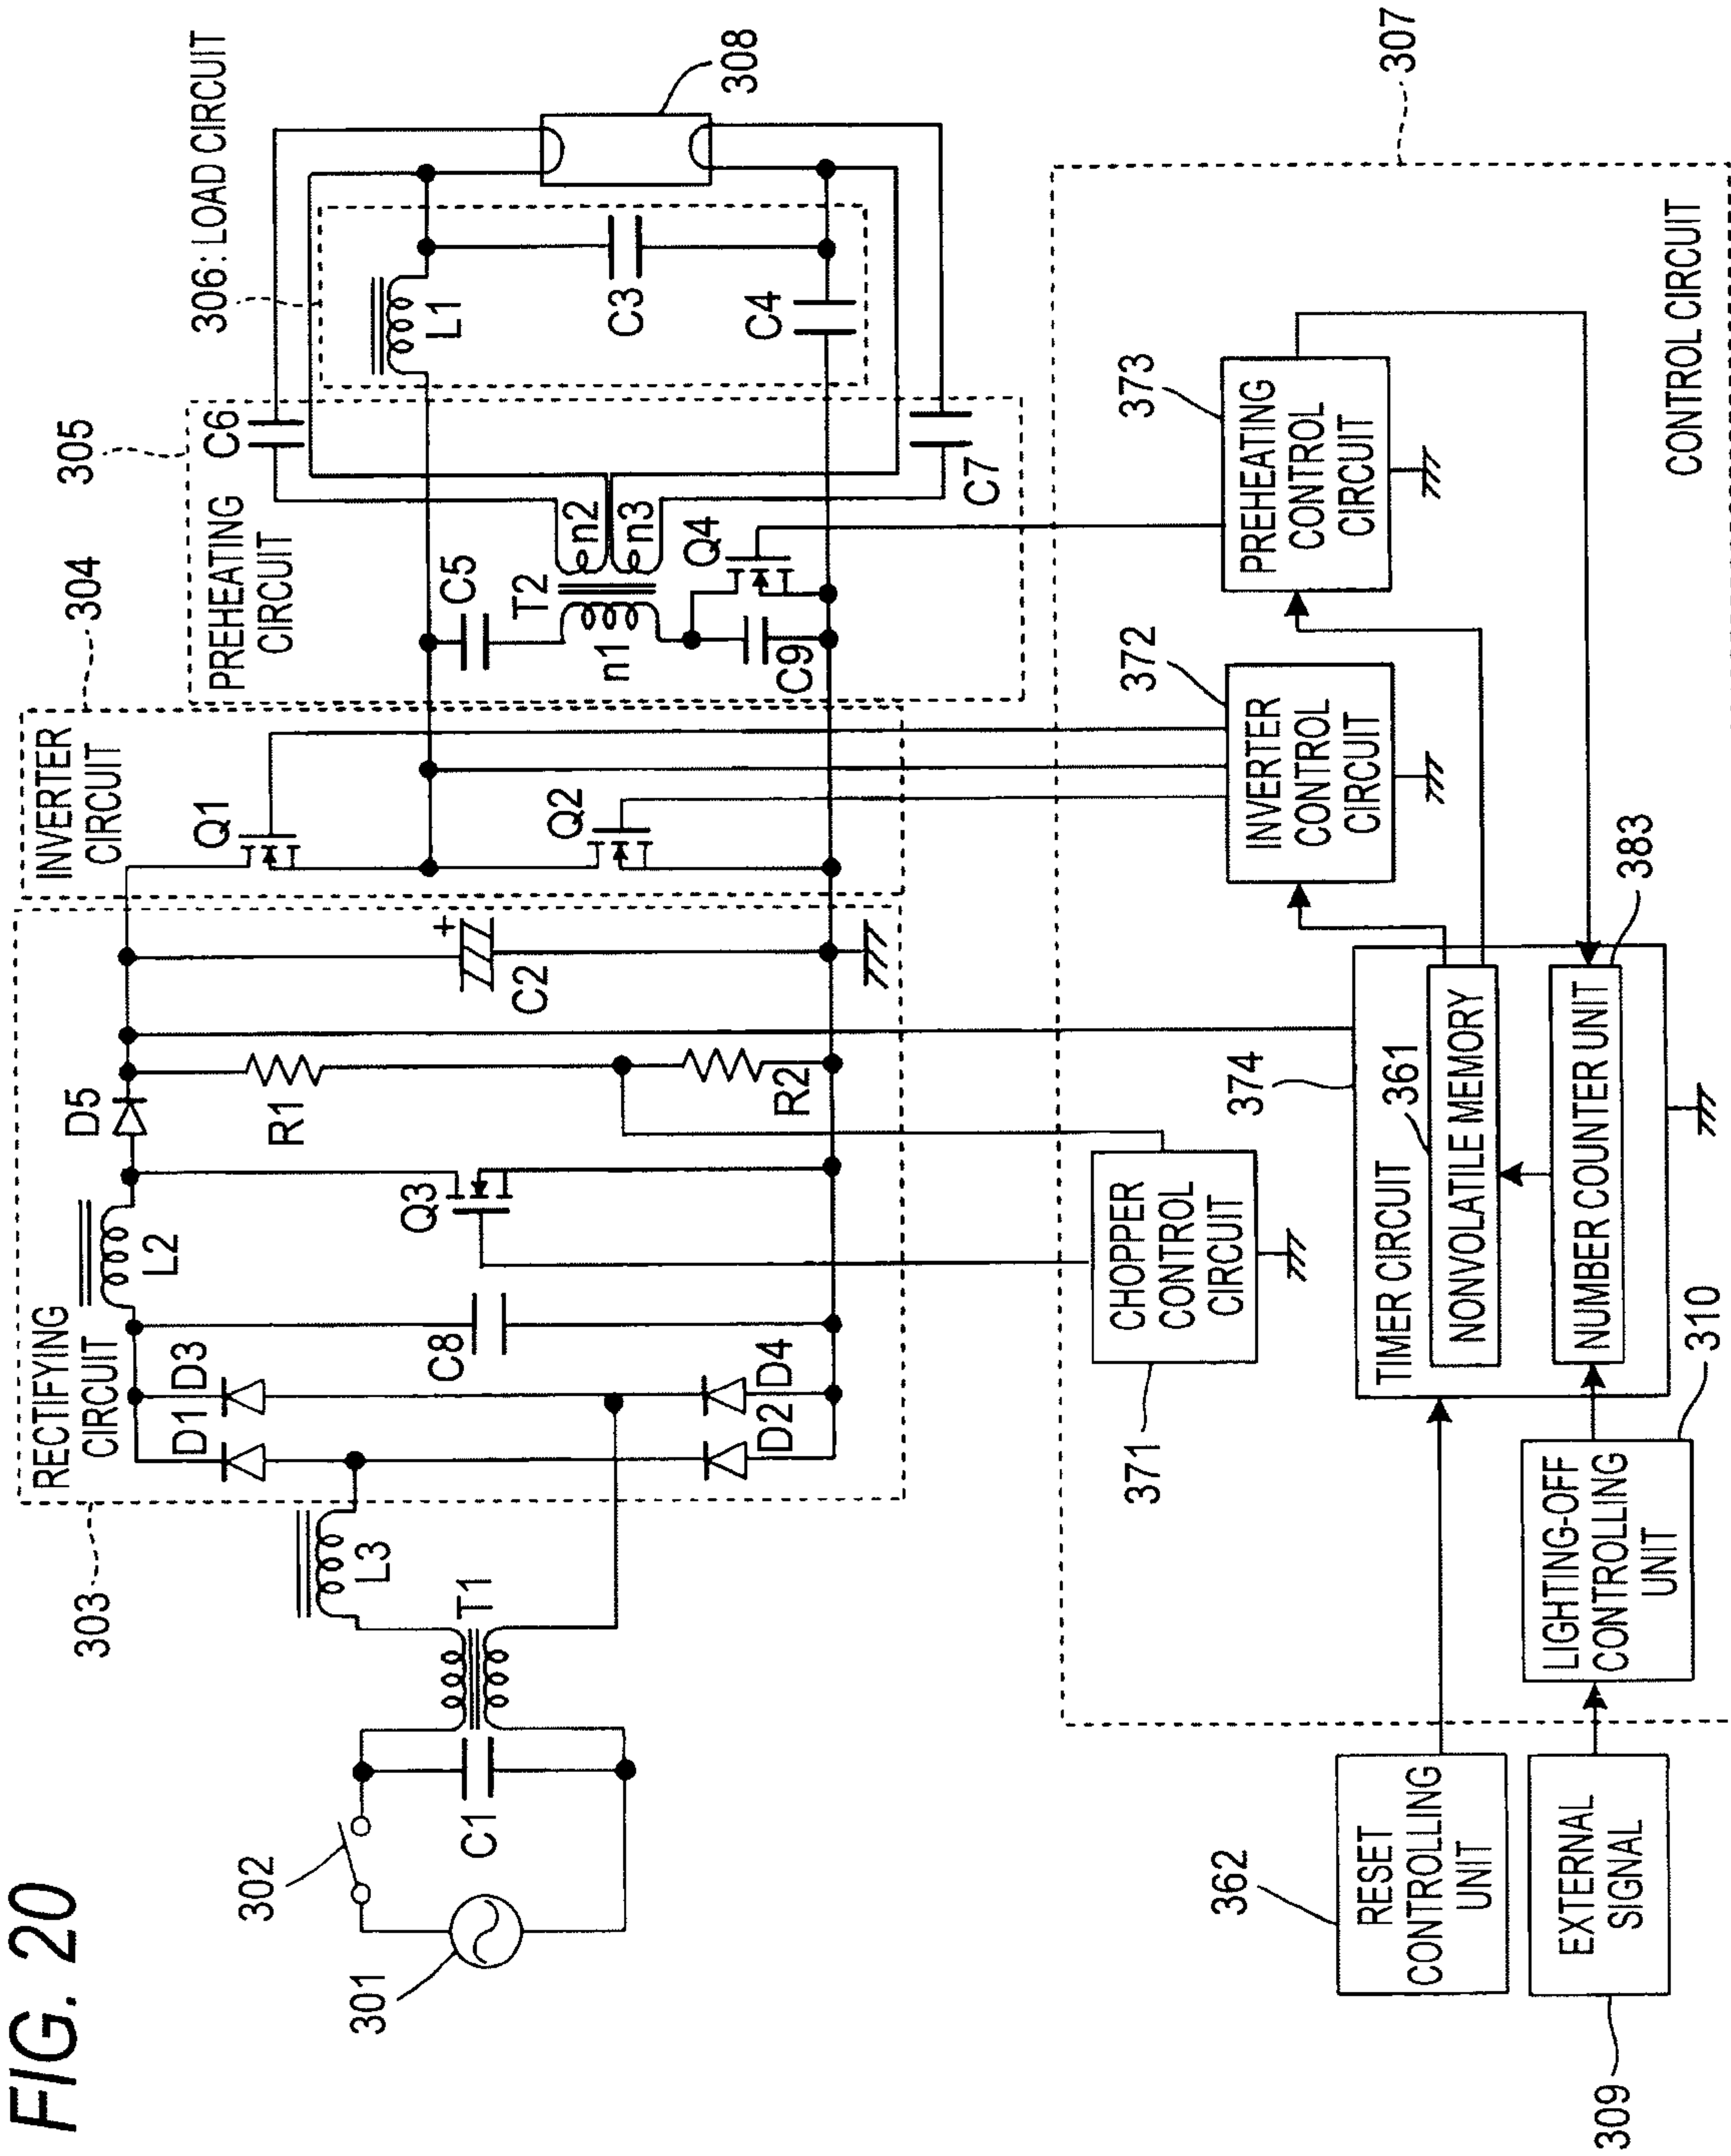 FIG. 20
303
RECTIFYING
CIRCUIT
304
INVERTER
CIRCUIT
305
PREHEATING
CIRCUIT
306: LOAD CIRCUIT
308
301
302
C1
T1
L3
D1
D3
D2
D4
C8
L2
Q3
D5
R1
R2
C2
+
Q1
Q2
C5
T2
n1
n2
n3
C9
Q4
C6
C7
L1
C3
C4
307
CONTROL CIRCUIT
371
CHOPPER
CONTROL
CIRCUIT
372
INVERTER
CONTROL
CIRCUIT
373
PREHEATING
CONTROL
CIRCUIT
374
TIMER CIRCUIT
361
NONVOLATILE MEMORY
NUMBER COUNTER UNIT
383
362
RESET
CONTROLLING
UNIT
309
EXTERNAL
SIGNAL
310
LIGHTING-OFF
CONTROLLING
UNIT